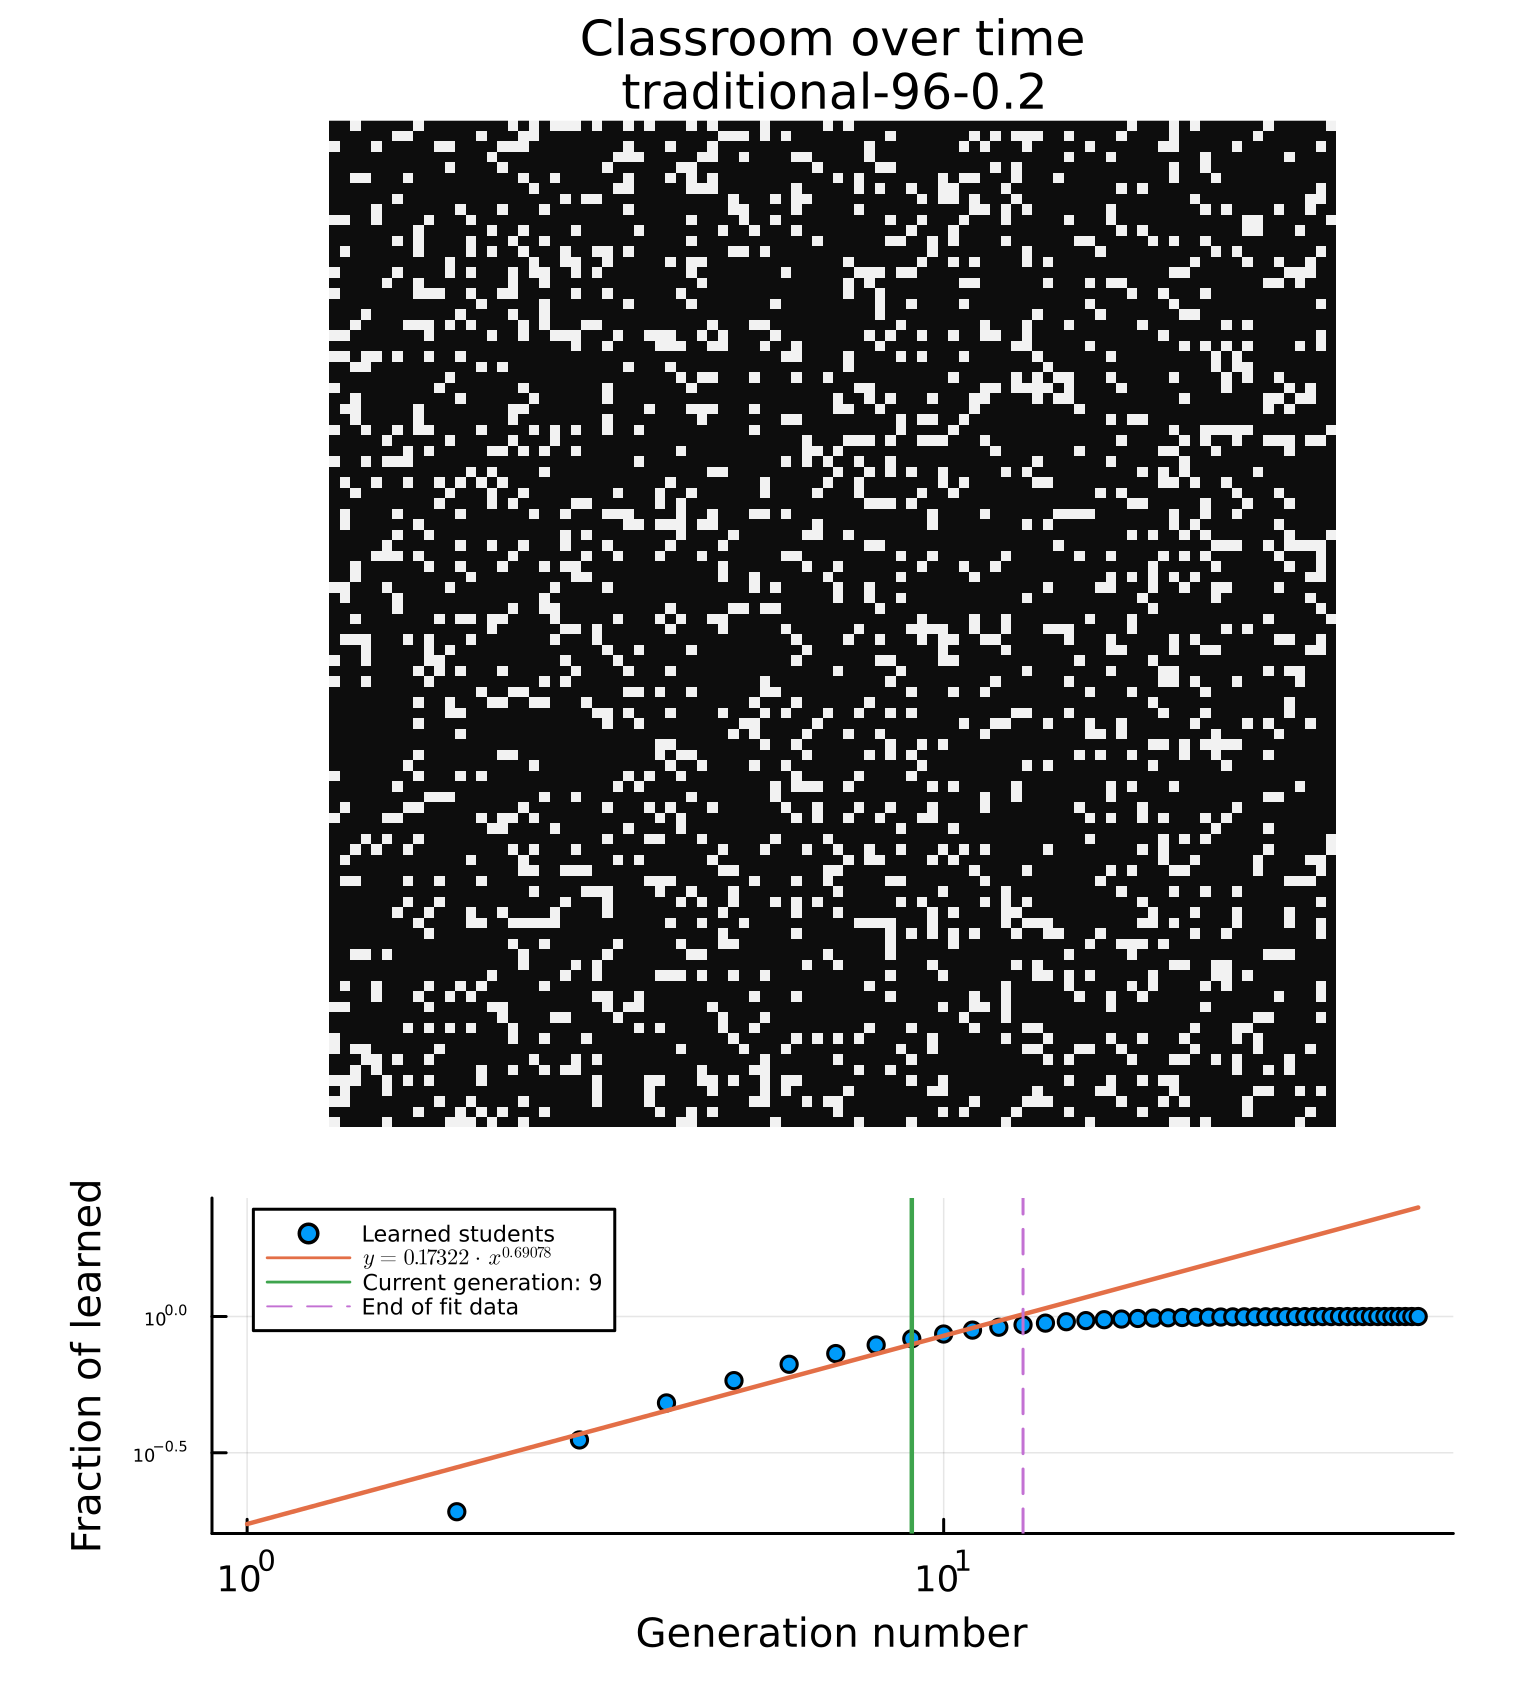 Classroom over time
traditional-96-0.2
Fraction of learned
Learned students
y = 0.17322 · x^0.69078
Current generation: 9
End of fit data
10^0.0
10^−0.5
10^0
10^1
Generation number